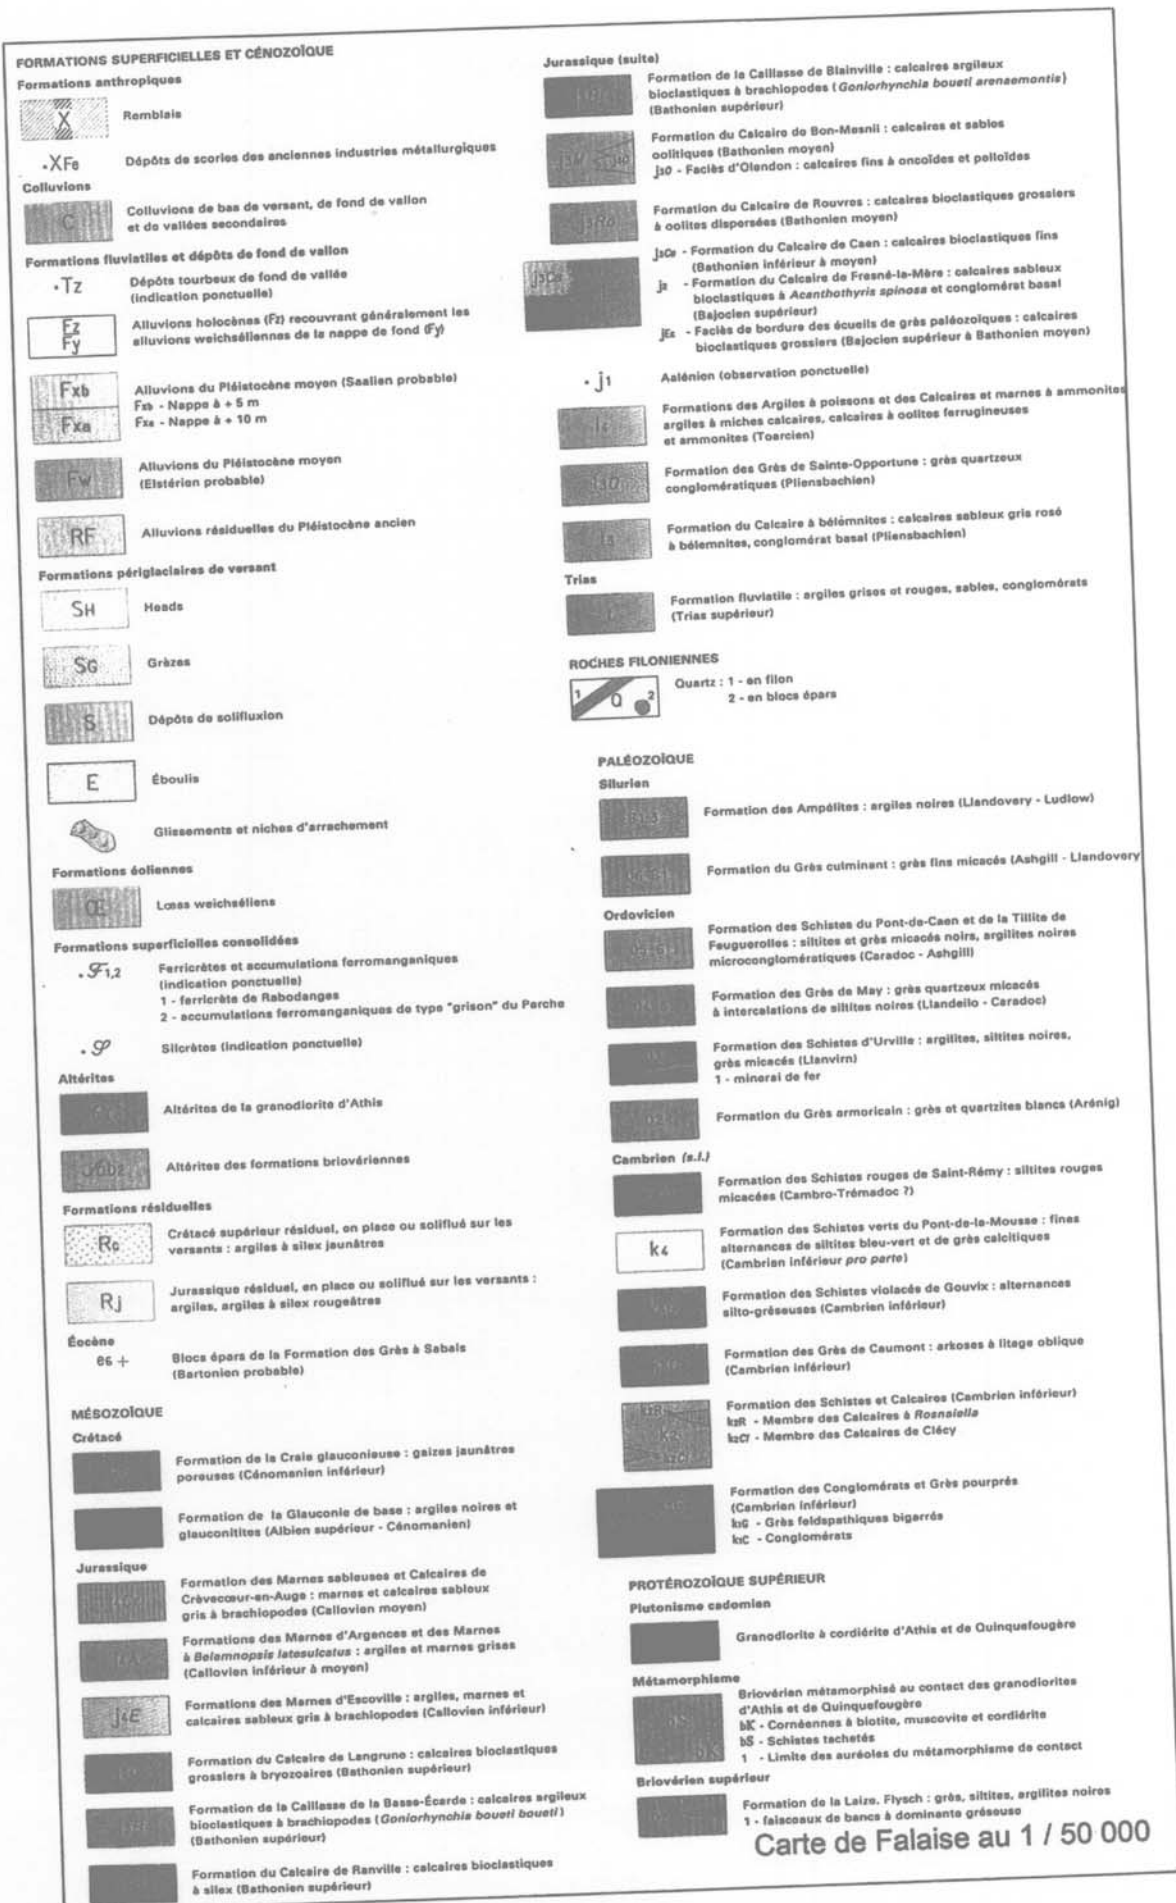 FORMATIONS SUPERFICIELLES ET CÉNOZOÏQUE
Formations anthropiques
X
Remblais
.XFe
Dépôts de scories des anciennes industries métallurgiques
Colluvions
C
Colluvions de bas de versant, de fond de vallon
et de vallées secondaires
Formations fluviatiles et dépôts de fond de vallon
.Tz
Dépôts tourbeux de fond de vallée
(indication ponctuelle)
Fz
Fy
Alluvions holocènes (Fz) recouvrant généralement les
alluvions weichséliennes de la nappe de fond (Fy)
Fxb
Fxa
Alluvions du Pléistocène moyen (Saalien probable)
Fxb - Nappe à + 5 m
Fxa - Nappe à + 10 m
Fw
Alluvions du Pléistocène moyen
(Elstérien probable)
RF
Alluvions résiduelles du Pléistocène ancien
Formations périglaciaires de versant
SH
Heads
SG
Grèzes
S
Dépôts de solifluxion
E
Éboulis
Glissements et niches d'arrachement
Formations éoliennes
Œ
Lœss weichséliens
Formations superficielles consolidées
.F1,2
Ferricrètes et accumulations ferromanganiques
(indication ponctuelle)
1 - ferricrète de Rabodanges
2 - accumulations ferromanganiques de type "grison" du Perche
.S
Silcrètes (indication ponctuelle)
Altérites
Altérites de la granodiorite d'Athis
Altérites des formations briovériennes
Formations résiduelles
Rc
Crétacé supérieur résiduel, en place ou soliflué sur les
versants : argiles à silex jaunâtres
Rj
Jurassique résiduel, en place ou soliflué sur les versants :
argiles, argiles à silex rougeâtres
Éocène
e6 +
Blocs épars de la Formation des Grès à Sabals
(Bartonien probable)
MÉSOZOÏQUE
Crétacé
Formation de la Craie glauconieuse : gaizes jaunâtres
poreuses (Cénomanien inférieur)
Formation de la Glauconie de base : argiles noires et
glauconitites (Albien supérieur - Cénomanien)
Jurassique
Formation des Marnes sableuses et Calcaires de
Crèvecœur-en-Auge : marnes et calcaires sableux
gris à brachiopodes (Callovien moyen)
Formations des Marnes d'Argences et des Marnes
à Belemnopsis latesulcatus : argiles et marnes grises
(Callovien inférieur à moyen)
j4E
Formations des Marnes d'Escoville : argiles, marnes et
calcaires sableux gris à brachiopodes (Callovien inférieur)
Formation du Calcaire de Langrune : calcaires bioclastiques
grossiers à bryozoaires (Bathonien supérieur)
Formation de la Caillasse de la Basse-Écarde : calcaires argileux
bioclastiques à brachiopodes (Goniorhynchia boueti boueti)
(Bathonien supérieur)
Formation du Calcaire de Ranville : calcaires bioclastiques
à silex (Bathonien supérieur)
Jurassique (suite)
Formation de la Caillasse de Blainville : calcaires argileux
bioclastiques à brachiopodes (Goniorhynchia boueti arenaemontis)
(Bathonien supérieur)
Formation du Calcaire de Bon-Mesnil : calcaires et sables
oolitiques (Bathonien moyen)
j3O - Faciès d'Olendon : calcaires fins à oncoïdes et pelloïdes
j3Ro
Formation du Calcaire de Rouvres : calcaires bioclastiques grossiers
à oolites dispersées (Bathonien moyen)
j3Ca
j3Ca - Formation du Calcaire de Caen : calcaires bioclastiques fins
(Bathonien inférieur à moyen)
j2 - Formation du Calcaire de Fresné-la-Mère : calcaires sableux
bioclastiques à Acanthothyris spinosa et conglomérat basal
(Bajocien supérieur)
jEc - Faciès de bordure des écueils de grès paléozoïques : calcaires
bioclastiques grossiers (Bajocien supérieur à Bathonien moyen)
.j1
Aalénien (observation ponctuelle)
l4
Formations des Argiles à poissons et des Calcaires et marnes à ammonites
argiles à miches calcaires, calcaires à oolites ferrugineuses
et ammonites (Toarcien)
l3O
Formation des Grès de Sainte-Opportune : grès quartzeux
conglomératiques (Pliensbachien)
l3
Formation du Calcaire à bélemnites : calcaires sableux gris rosé
à bélemnites, conglomérat basal (Pliensbachien)
Trias
Formation fluviatile : argiles grises et rouges, sables, conglomérats
(Trias supérieur)
ROCHES FILONIENNES
1 Q 2
Quartz : 1 - en filon
2 - en blocs épars
PALÉOZOÏQUE
Silurien
Formation des Ampélites : argiles noires (Llandovery - Ludlow)
Formation du Grès culminant : grès fins micacés (Ashgill - Llandovery
Ordovicien
Formation des Schistes du Pont-de-Caen et de la Tillite de
Feuguerolles : siltites et grès micacés noirs, argilites noires
microconglomératiques (Caradoc - Ashgill)
Formation des Grès de May : grès quartzeux micacés
à intercalations de siltites noires (Llandeilo - Caradoc)
Formation des Schistes d'Urville : argilites, siltites noires,
grès micacés (Llanvirn)
1 - minerai de fer
Formation du Grès armoricain : grès et quartzites blancs (Arénig)
Cambrien (s.l.)
Formation des Schistes rouges de Saint-Rémy : siltites rouges
micacées (Cambro-Trémadoc ?)
k4
Formation des Schistes verts du Pont-de-la-Mousse : fines
alternances de siltites bleu-vert et de grès calcitiques
(Cambrien inférieur pro parte)
Formation des Schistes violacés de Gouvix : alternances
silto-gréseuses (Cambrien inférieur)
Formation des Grès de Caumont : arkoses à litage oblique
(Cambrien inférieur)
k2R
k2
k2Cl
Formation des Schistes et Calcaires (Cambrien inférieur)
k2R - Membre des Calcaires à Rosnaiella
k2Cl - Membre des Calcaires de Clécy
Formation des Conglomérats et Grès pourprés
(Cambrien inférieur)
k1G - Grès feldspathiques bigarrés
k1C - Conglomérats
PROTÉROZOÏQUE SUPÉRIEUR
Plutonisme cadomien
Granodiorite à cordiérite d'Athis et de Quinquefougère
Métamorphisme
bS
bK
Briovérien métamorphisé au contact des granodiorites
d'Athis et de Quinquefougère
bK - Cornéennes à biotite, muscovite et cordiérite
bS - Schistes tachetés
1 - Limite des auréoles du métamorphisme de contact
Briovérien supérieur
Formation de la Laize. Flysch : grès, siltites, argilites noires
1 - faisceaux de bancs à dominante gréseuse
Carte de Falaise au 1 / 50 000